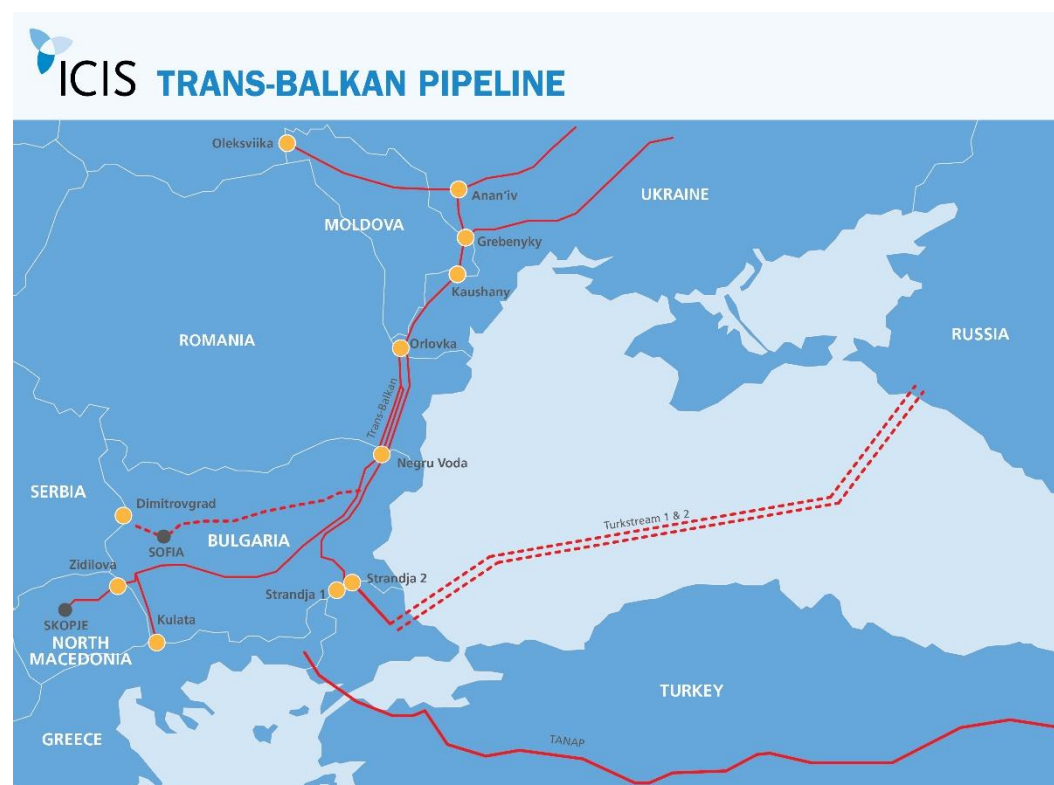 ICIS TRANS-BALKAN PIPELINE
Oleksviika
Anan'iv
UKRAINE
MOLDOVA
Grebenyky
Kaushany
ROMANIA
Orlovka
RUSSIA
Trans-Balkan
Negru Voda
SERBIA
Dimitrovgrad
Turkstream 1 & 2
SOFIA
BULGARIA
Zidilova
Strandja 2
Strandja 1
SKOPJE
Kulata
NORTH
MACEDONIA
TURKEY
GREECE
TANAP